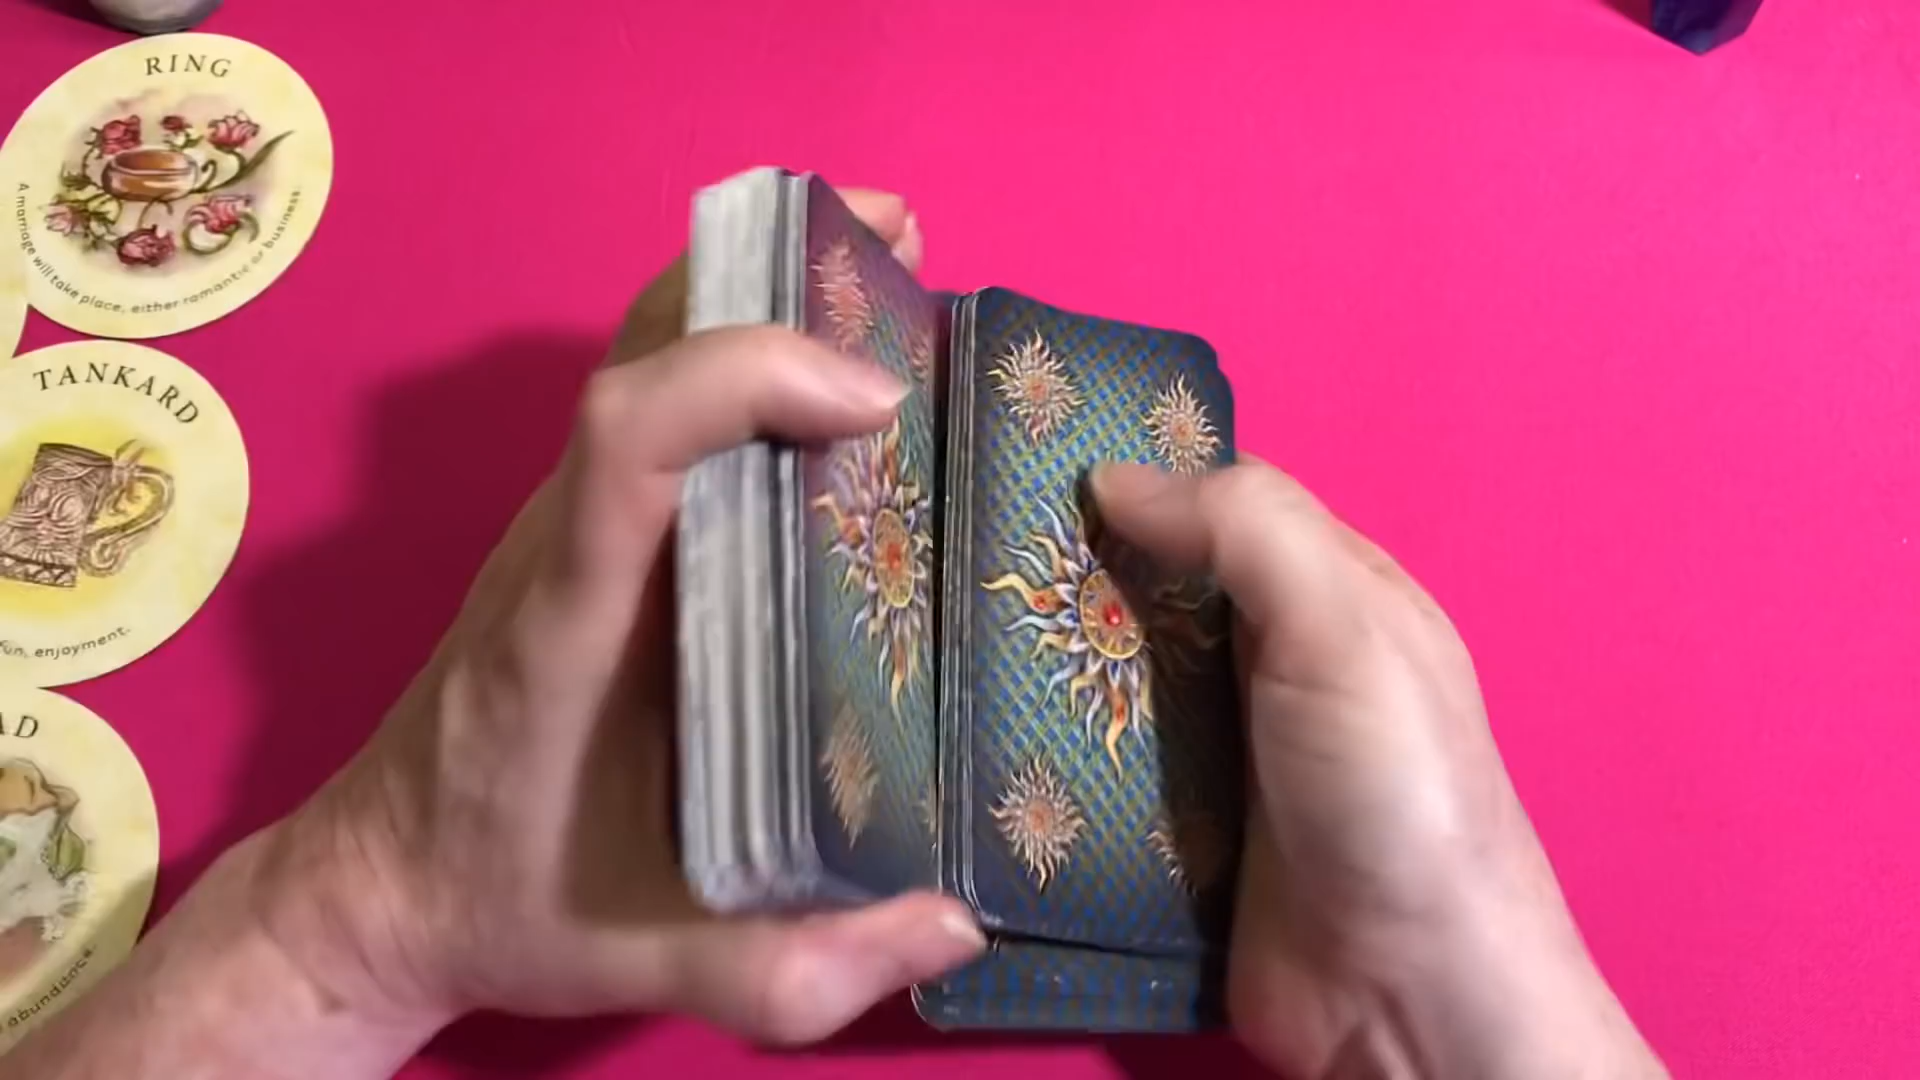 RING
A marriage will take place, either romantic or business.
TANKARD
fun, enjoyment.
AD
abundance.